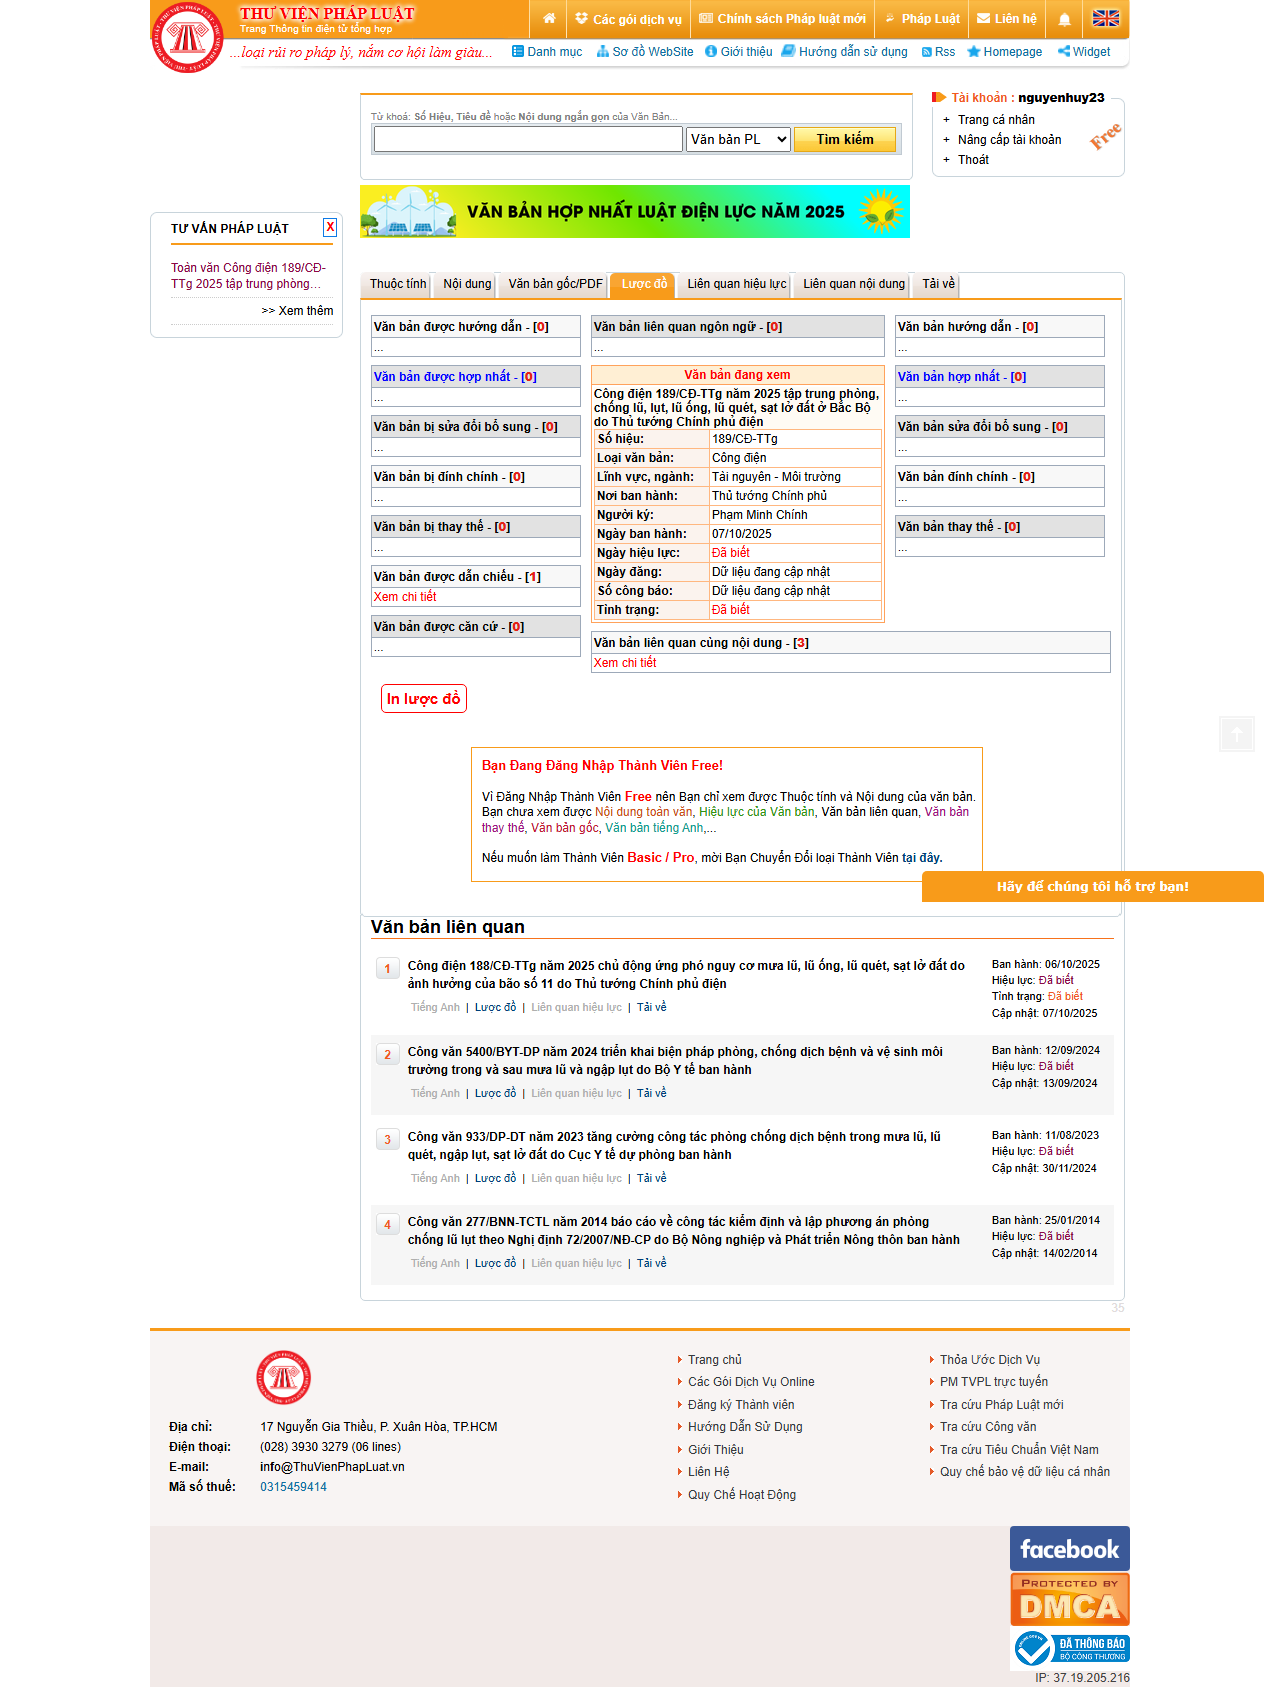 THƯ VIỆN PHÁP LUẬT
Trang Thông tin điện tử tổng hợp
Các gói dịch vụ
Chính sách Pháp luật mới
Pháp Luật
Liên hệ
...loại rủi ro pháp lý, nắm cơ hội làm giàu...
Danh mục
Sơ đồ WebSite
Giới thiệu
Hướng dẫn sử dụng
Rss
Homepage
Widget
Từ khoá: Số Hiệu, Tiêu đề hoặc Nội dung ngắn gọn của Văn Bản...
Văn bản PL
Tìm kiếm
Tài khoản : nguyenhuy23
+ Trang cá nhân
+ Nâng cấp tài khoản
+ Thoát
Free
VĂN BẢN HỢP NHẤT LUẬT ĐIỆN LỰC NĂM 2025
TƯ VẤN PHÁP LUẬT
X
Toàn văn Công điện 189/CĐ-
TTg 2025 tập trung phòng…
>> Xem thêm
Thuộc tính
Nội dung
Văn bản gốc/PDF
Lược đồ
Liên quan hiệu lực
Liên quan nội dung
Tải về
Văn bản được hướng dẫn - [0]
...
Văn bản được hợp nhất - [0]
...
Văn bản bị sửa đổi bổ sung - [0]
...
Văn bản bị đính chính - [0]
...
Văn bản bị thay thế - [0]
...
Văn bản được dẫn chiếu - [1]
Xem chi tiết
Văn bản được căn cứ - [0]
...
Văn bản liên quan ngôn ngữ - [0]
...
Văn bản đang xem
Công điện 189/CĐ-TTg năm 2025 tập trung phòng,
chống lũ, lụt, lũ ống, lũ quét, sạt lở đất ở Bắc Bộ
do Thủ tướng Chính phủ điện
Số hiệu: 189/CĐ-TTg
Loại văn bản: Công điện
Lĩnh vực, ngành: Tài nguyên - Môi trường
Nơi ban hành: Thủ tướng Chính phủ
Người ký: Phạm Minh Chính
Ngày ban hành: 07/10/2025
Ngày hiệu lực: Đã biết
Ngày đăng: Dữ liệu đang cập nhật
Số công báo: Dữ liệu đang cập nhật
Tình trạng: Đã biết
Văn bản liên quan cùng nội dung - [3]
Xem chi tiết
Văn bản hướng dẫn - [0]
...
Văn bản hợp nhất - [0]
...
Văn bản sửa đổi bổ sung - [0]
...
Văn bản đính chính - [0]
...
Văn bản thay thế - [0]
...
In lược đồ
Bạn Đang Đăng Nhập Thành Viên Free!
Vì Đăng Nhập Thành Viên Free nên Bạn chỉ xem được Thuộc tính và Nội dung của văn bản.
Bạn chưa xem được Nội dung toàn văn, Hiệu lực của Văn bản, Văn bản liên quan, Văn bản
thay thế, Văn bản gốc, Văn bản tiếng Anh,...
Nếu muốn làm Thành Viên Basic / Pro, mời Bạn Chuyển Đổi loại Thành Viên tại đây.
Hãy để chúng tôi hỗ trợ bạn!
Văn bản liên quan
1
Công điện 188/CĐ-TTg năm 2025 chủ động ứng phó nguy cơ mưa lũ, lũ ống, lũ quét, sạt lở đất do
ảnh hưởng của bão số 11 do Thủ tướng Chính phủ điện
Tiếng Anh | Lược đồ | Liên quan hiệu lực | Tải về
Ban hành: 06/10/2025
Hiệu lực: Đã biết
Tình trạng: Đã biết
Cập nhật: 07/10/2025
2
Công văn 5400/BYT-DP năm 2024 triển khai biện pháp phòng, chống dịch bệnh và vệ sinh môi
trường trong và sau mưa lũ và ngập lụt do Bộ Y tế ban hành
Tiếng Anh | Lược đồ | Liên quan hiệu lực | Tải về
Ban hành: 12/09/2024
Hiệu lực: Đã biết
Cập nhật: 13/09/2024
3
Công văn 933/DP-DT năm 2023 tăng cường công tác phòng chống dịch bệnh trong mưa lũ, lũ
quét, ngập lụt, sạt lở đất do Cục Y tế dự phòng ban hành
Tiếng Anh | Lược đồ | Liên quan hiệu lực | Tải về
Ban hành: 11/08/2023
Hiệu lực: Đã biết
Cập nhật: 30/11/2024
4
Công văn 277/BNN-TCTL năm 2014 báo cáo về công tác kiểm định và lập phương án phòng
chống lũ lụt theo Nghị định 72/2007/NĐ-CP do Bộ Nông nghiệp và Phát triển Nông thôn ban hành
Tiếng Anh | Lược đồ | Liên quan hiệu lực | Tải về
Ban hành: 25/01/2014
Hiệu lực: Đã biết
Cập nhật: 14/02/2014
35
Địa chỉ: 17 Nguyễn Gia Thiều, P. Xuân Hòa, TP.HCM
Điện thoại: (028) 3930 3279 (06 lines)
E-mail: info@ThuVienPhapLuat.vn
Mã số thuế: 0315459414
Trang chủ
Các Gói Dịch Vụ Online
Đăng ký Thành viên
Hướng Dẫn Sử Dụng
Giới Thiệu
Liên Hệ
Quy Chế Hoạt Động
Thỏa Ước Dịch Vụ
PM TVPL trực tuyến
Tra cứu Pháp Luật mới
Tra cứu Công văn
Tra cứu Tiêu Chuẩn Việt Nam
Quy chế bảo vệ dữ liệu cá nhân
facebook
PROTECTED BY
DMCA
ĐÃ THÔNG BÁO
BỘ CÔNG THƯƠNG
IP: 37.19.205.216